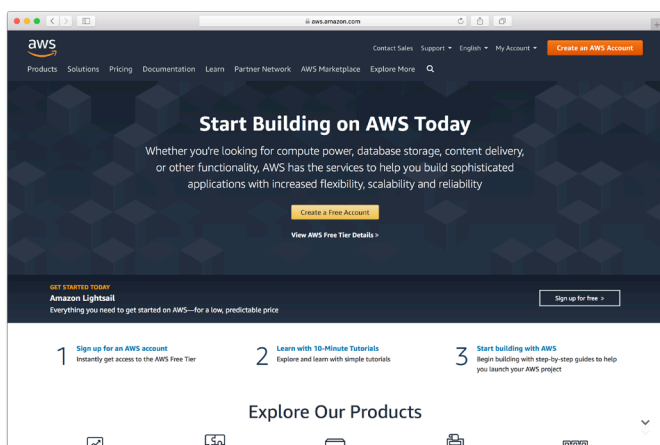 aws.amazon.com
aws
Contact Sales Support English My Account Create an AWS Account
Products Solutions Pricing Documentation Learn Partner Network AWS Marketplace Explore More
Start Building on AWS Today
Whether you're looking for compute power, database storage, content delivery,
or other functionality, AWS has the services to help you build sophisticated
applications with increased flexibility, scalability and reliability
Create a Free Account
View AWS Free Tier Details >
GET STARTED TODAY
Amazon Lightsail
Everything you need to get started on AWS—for a low, predictable price
Sign up for free >
1
Sign up for an AWS account
Instantly get access to the AWS Free Tier
2
Learn with 10-Minute Tutorials
Explore and learn with simple tutorials
3
Start building with AWS
Begin building with step-by-step guides to help
you launch your AWS project
Explore Our Products